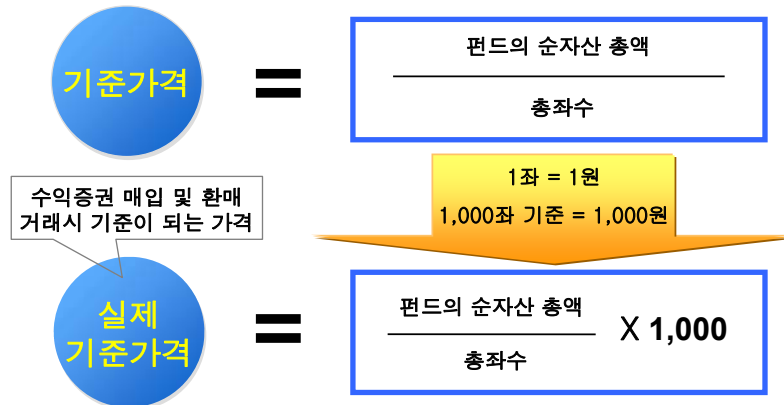 기준가격
=
펀드의 순자산 총액
총좌수
1좌 = 1원
1,000좌 기준 = 1,000원
수익증권 매입 및 환매
거래시 기준이 되는 가격
실제
기준가격
=
펀드의 순자산 총액
총좌수
X 1,000